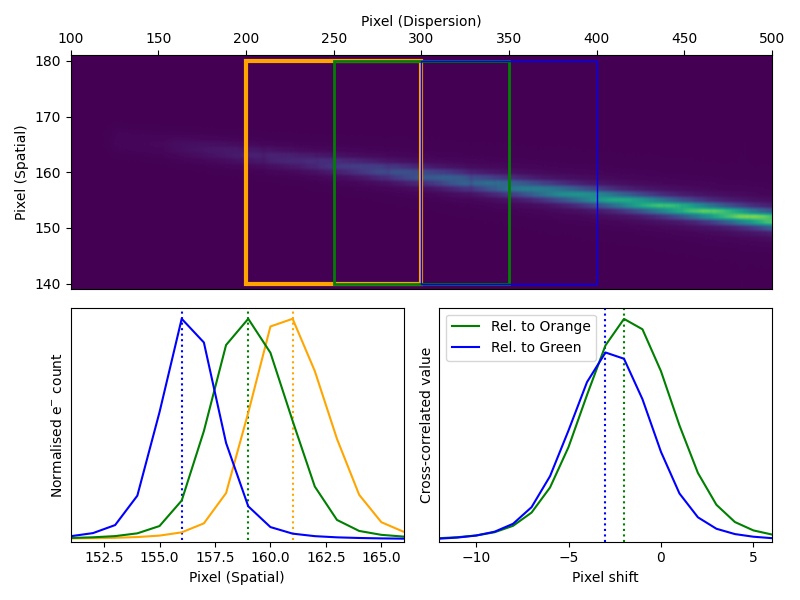 Pixel (Dispersion)
100 150 200 250 300 350 400 450 500
Pixel (Spatial)
180
170
160
150
140
Normalised e⁻ count
152.5 155.0 157.5 160.0 162.5 165.0
Pixel (Spatial)
Cross-correlated value
Rel. to Orange
Rel. to Green
−10 −5 0 5
Pixel shift